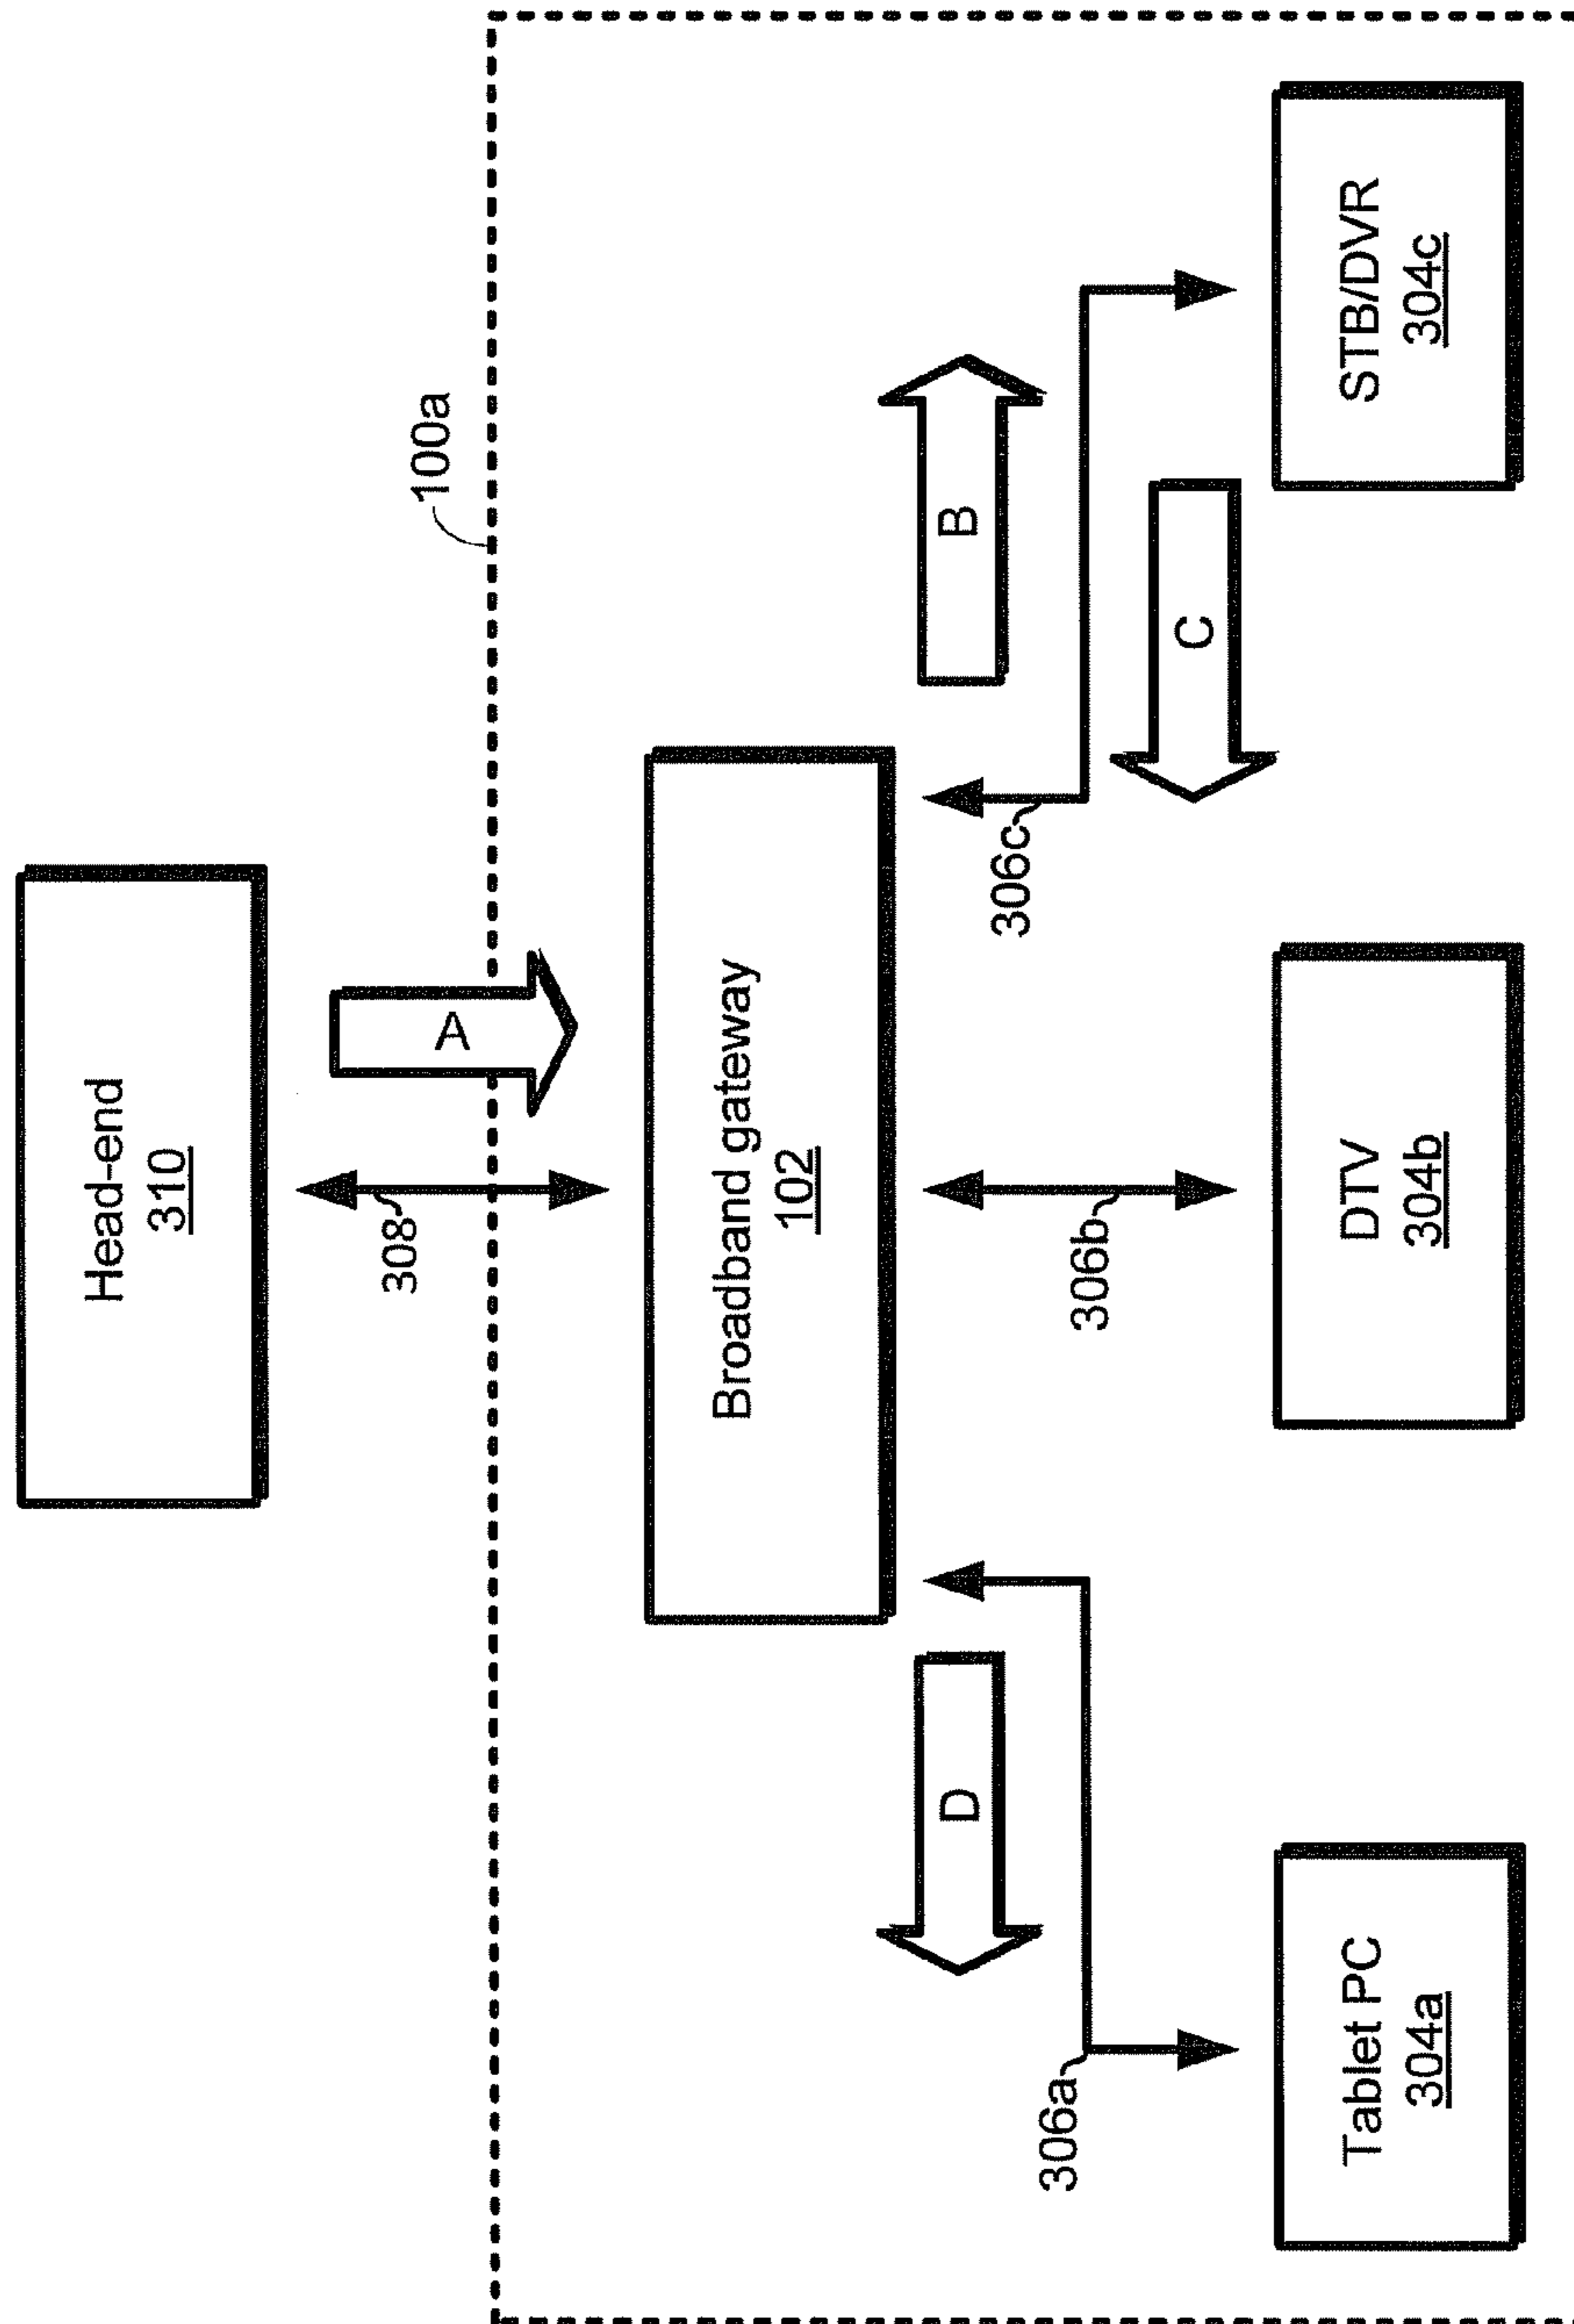 Head-end
310
100a
308
A
Broadband gateway
102
D
B
306a
306b
306c
C
Tablet PC
304a
DTV
304b
STB/DVR
304c